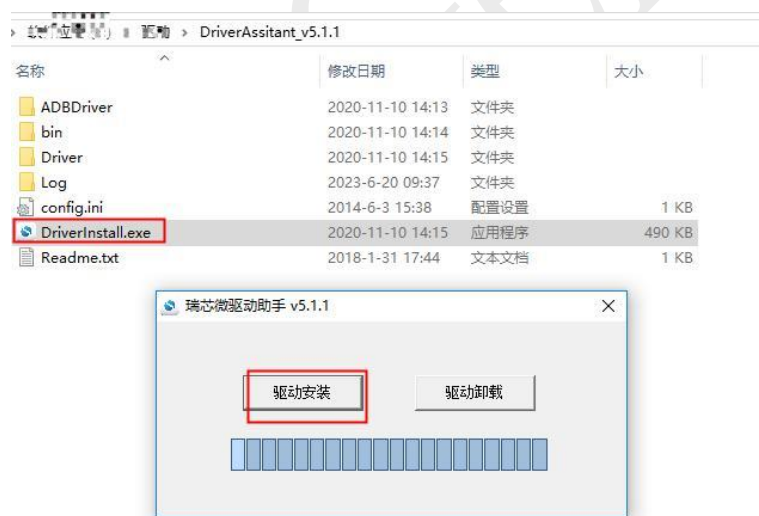 › 驱动 › DriverAssitant_v5.1.1
名称 修改日期 类型 大小
ADBDriver 2020-11-10 14:13 文件夹
bin 2020-11-10 14:14 文件夹
Driver 2020-11-10 14:15 文件夹
Log 2023-6-20 09:37 文件夹
config.ini 2014-6-3 15:38 配置设置 1 KB
DriverInstall.exe 2020-11-10 14:15 应用程序 490 KB
Readme.txt 2018-1-31 17:44 文本文档 1 KB
瑞芯微驱动助手 v5.1.1
驱动安装 驱动卸载